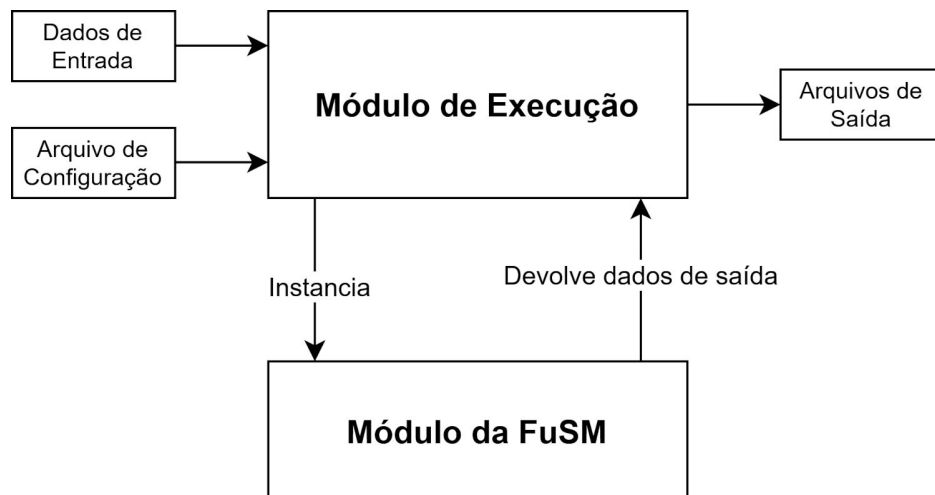 Dados de
Entrada
Módulo de Execução
Arquivos de
Saída
Arquivo de
Configuração
Instancia
Devolve dados de saída
Módulo da FuSM